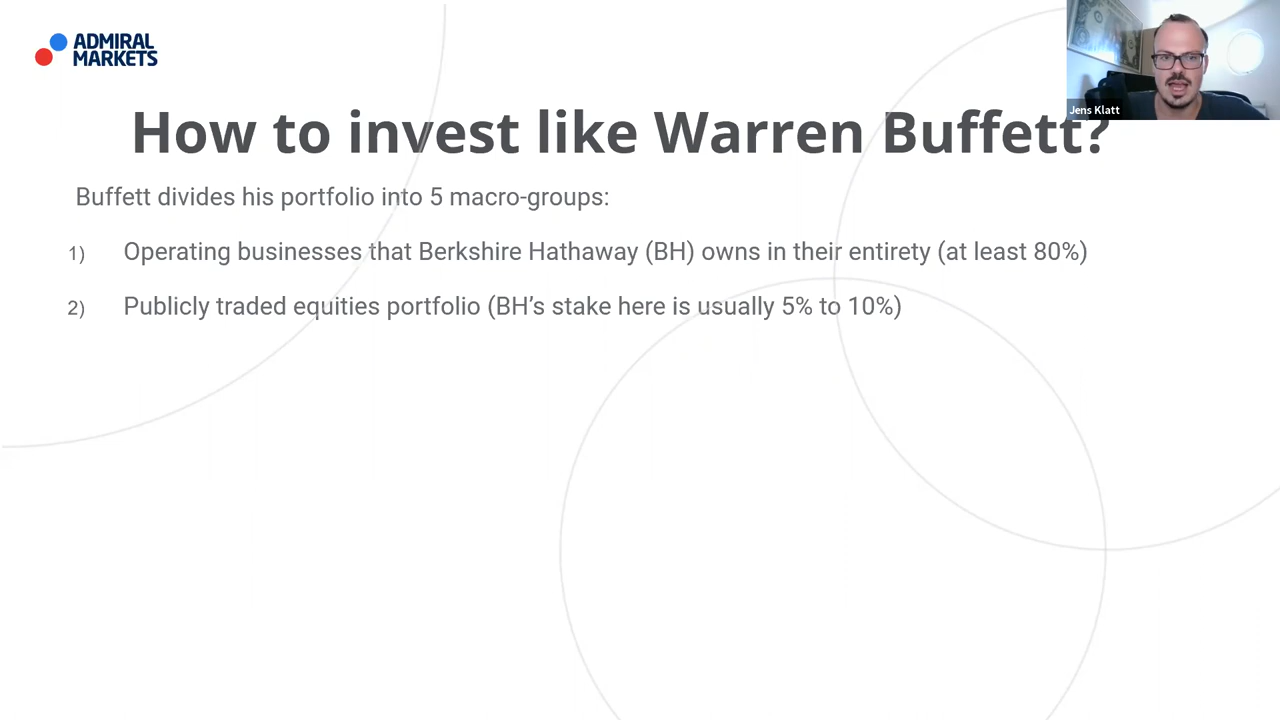 ADMIRAL
MARKETS
Jens Klatt
How to invest like Warren Buffett?
Buffett divides his portfolio into 5 macro-groups:
1) Operating businesses that Berkshire Hathaway (BH) owns in their entirety (at least 80%)
2) Publicly traded equities portfolio (BH’s stake here is usually 5% to 10%)